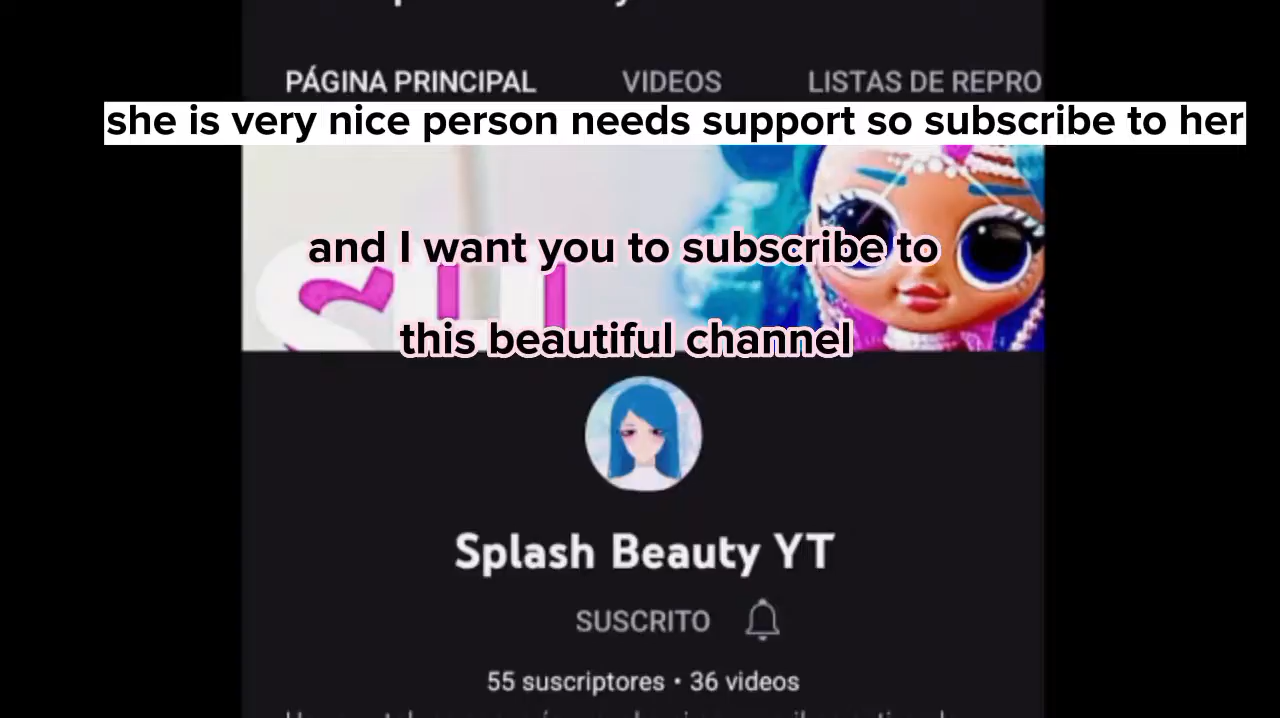 PÁGINA PRINCIPAL VIDEOS LISTAS DE REPRO
she is very nice person needs support so subscribe to her
and I want you to subscribe to
this beautiful channel
Splash Beauty YT
SUSCRITO
55 suscriptores • 36 videos